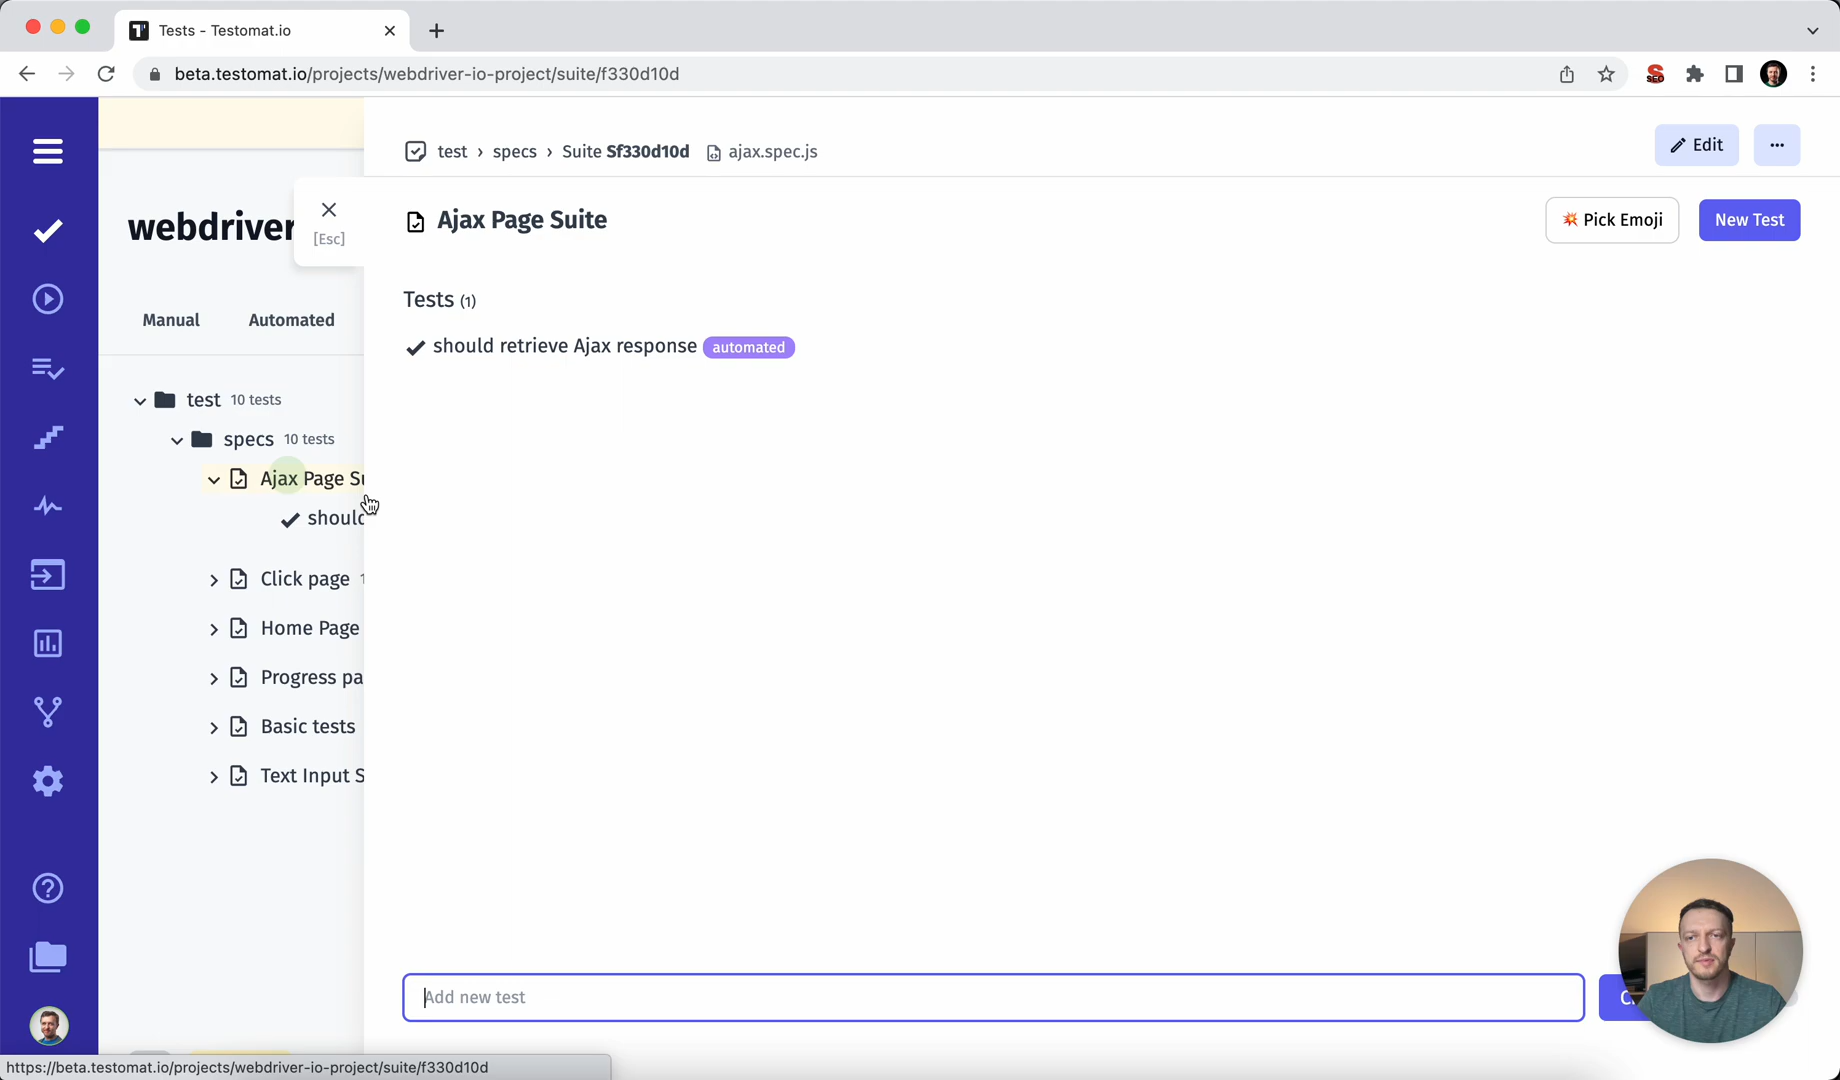 Tests - Testomat.io
beta.testomat.io/projects/webdriver-io-project/suite/f330d10d
SEO
test › specs › Suite Sf330d10d ajax.spec.js
Edit
webdriver
[Esc]
Ajax Page Suite
Pick Emoji
New Test
Manual
Automated
Tests (1)
should retrieve Ajax response automated
test 10 tests
specs 10 tests
Ajax Page Su
should
Click page 1
Home Page
Progress pa
Basic tests
Text Input S
Add new test
https://beta.testomat.io/projects/webdriver-io-project/suite/f330d10d